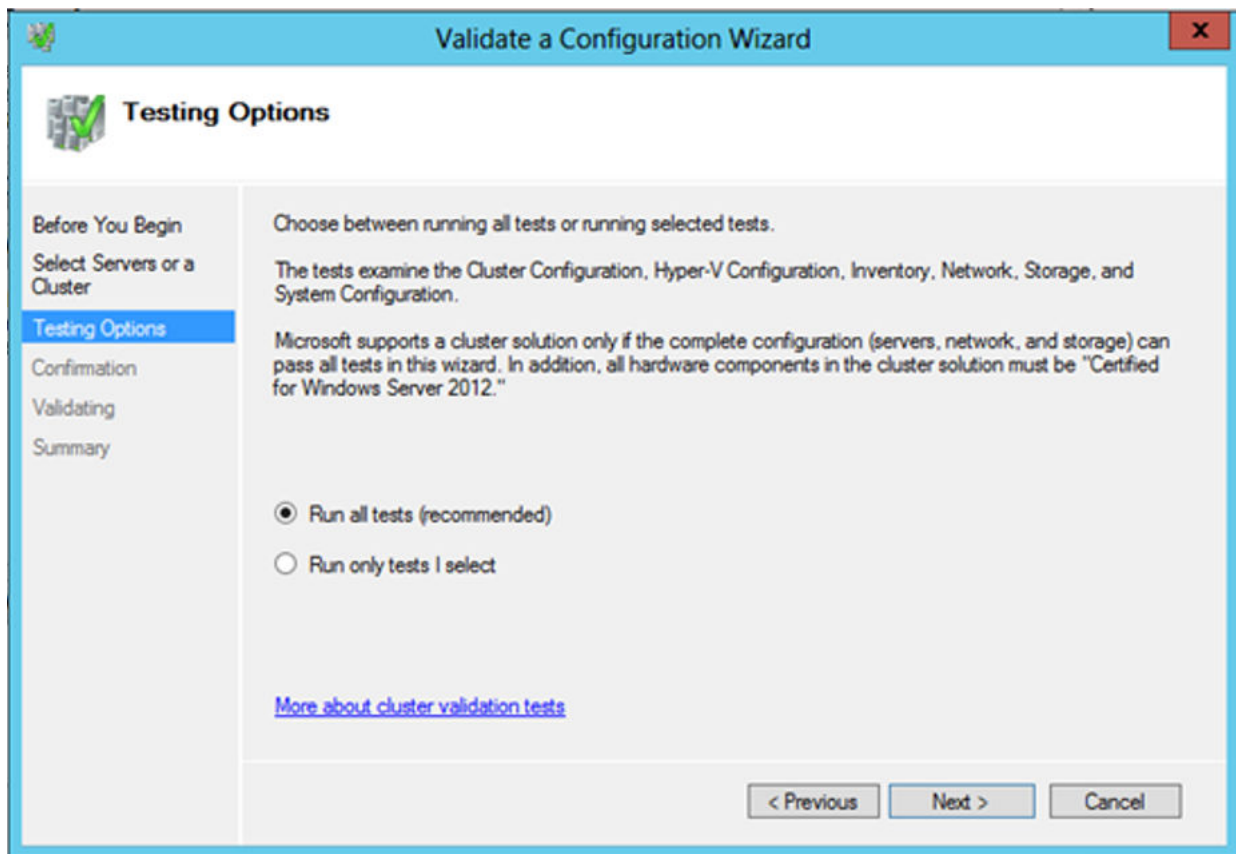 Validate a Configuration Wizard
x
Testing Options
Before You Begin
Select Servers or a
Cluster
Testing Options
Confirmation
Validating
Summary
Choose between running all tests or running selected tests.
The tests examine the Cluster Configuration, Hyper-V Configuration, Inventory, Network, Storage, and
System Configuration.
Microsoft supports a cluster solution only if the complete configuration (servers, network, and storage) can
pass all tests in this wizard. In addition, all hardware components in the cluster solution must be "Certified
for Windows Server 2012."
Run all tests (recommended)
Run only tests I select
More about cluster validation tests
< Previous
Next >
Cancel